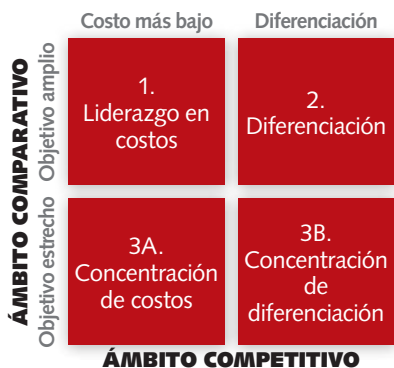 Costo más bajo
Diferenciación
ÁMBITO COMPARATIVO
Objetivo amplio
1.
Liderazgo en
costos
2.
Diferenciación
Objetivo estrecho
3A.
Concentración
de costos
3B.
Concentración
de
diferenciación
ÁMBITO COMPETITIVO